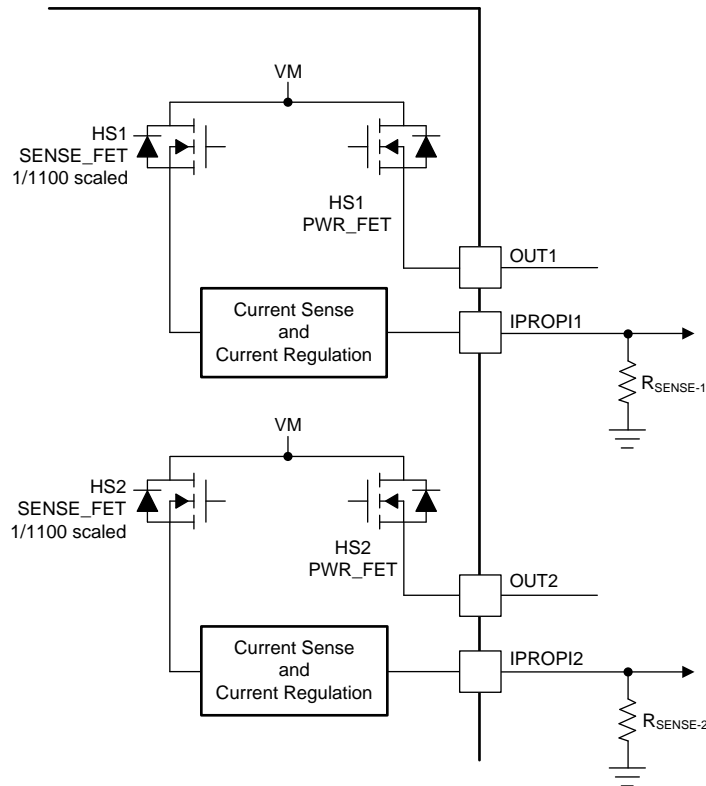 VM
HS1
SENSE_FET
1/1100 scaled
HS1
PWR_FET
OUT1
Current Sense
and
Current Regulation
IPROPI1
RSENSE-1
VM
HS2
SENSE_FET
1/1100 scaled
HS2
PWR_FET
OUT2
Current Sense
and
Current Regulation
IPROPI2
RSENSE-2